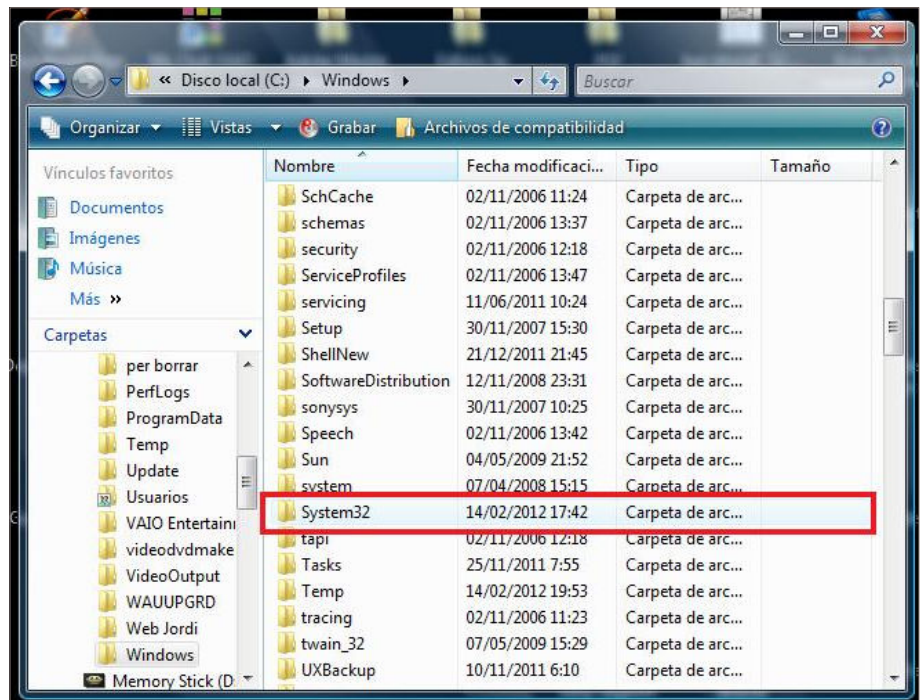 « Disco local (C:) ▸ Windows ▸ Buscar
Organizar Vistas Grabar Archivos de compatibilidad
Vínculos favoritos
Documentos
Imágenes
Música
Más »
Carpetas
per borrar
PerfLogs
ProgramData
Temp
Update
Usuarios
VAIO Entertainm
videodvdmake
VideoOutput
WAUUPGRD
Web Jordi
Windows
Memory Stick (D:
Nombre Fecha modificaci... Tipo Tamaño
SchCache 02/11/2006 11:24 Carpeta de arc...
schemas 02/11/2006 13:37 Carpeta de arc...
security 02/11/2006 12:18 Carpeta de arc...
ServiceProfiles 02/11/2006 13:47 Carpeta de arc...
servicing 11/06/2011 10:24 Carpeta de arc...
Setup 30/11/2007 15:30 Carpeta de arc...
ShellNew 21/12/2011 21:45 Carpeta de arc...
SoftwareDistribution 12/11/2008 23:31 Carpeta de arc...
sonysys 30/11/2007 10:25 Carpeta de arc...
Speech 02/11/2006 13:42 Carpeta de arc...
Sun 04/05/2009 21:52 Carpeta de arc...
system 07/04/2008 15:15 Carpeta de arc...
System32 14/02/2012 17:42 Carpeta de arc...
tapi 02/11/2006 12:18 Carpeta de arc...
Tasks 25/11/2011 7:55 Carpeta de arc...
Temp 14/02/2012 19:53 Carpeta de arc...
tracing 02/11/2006 11:23 Carpeta de arc...
twain_32 07/05/2009 15:29 Carpeta de arc...
UXBackup 10/11/2011 6:10 Carpeta de arc...